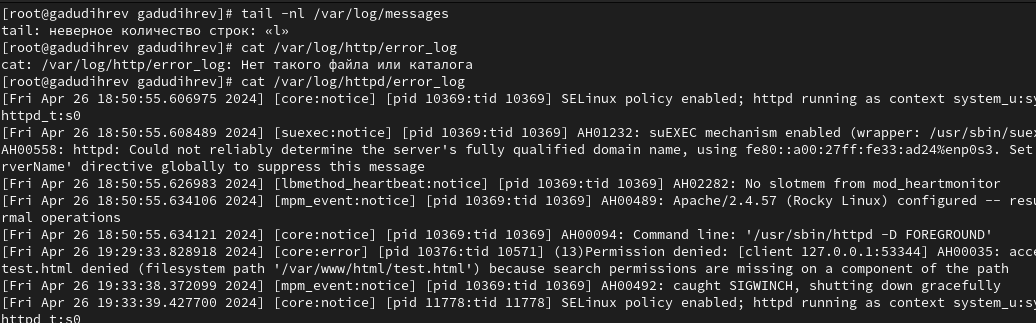 [root@gadudihrev gadudihrev]# tail -nl /var/log/messages
tail: неверное количество строк: «l»
[root@gadudihrev gadudihrev]# cat /var/log/http/error_log
cat: /var/log/http/error_log: Нет такого файла или каталога
[root@gadudihrev gadudihrev]# cat /var/log/httpd/error_log
[Fri Apr 26 18:50:55.606975 2024] [core:notice] [pid 10369:tid 10369] SELinux policy enabled; httpd running as context system_u:sy
httpd_t:s0
[Fri Apr 26 18:50:55.608489 2024] [suexec:notice] [pid 10369:tid 10369] AH01232: suEXEC mechanism enabled (wrapper: /usr/sbin/suex
AH00558: httpd: Could not reliably determine the server's fully qualified domain name, using fe80::a00:27ff:fe33:ad24%enp0s3. Set
rverName' directive globally to suppress this message
[Fri Apr 26 18:50:55.626983 2024] [lbmethod_heartbeat:notice] [pid 10369:tid 10369] AH02282: No slotmem from mod_heartmonitor
[Fri Apr 26 18:50:55.634106 2024] [mpm_event:notice] [pid 10369:tid 10369] AH00489: Apache/2.4.57 (Rocky Linux) configured -- resu
rmal operations
[Fri Apr 26 18:50:55.634121 2024] [core:notice] [pid 10369:tid 10369] AH00094: Command line: '/usr/sbin/httpd -D FOREGROUND'
[Fri Apr 26 19:29:33.828918 2024] [core:error] [pid 10376:tid 10571] (13)Permission denied: [client 127.0.0.1:53344] AH00035: acce
test.html denied (filesystem path '/var/www/html/test.html') because search permissions are missing on a component of the path
[Fri Apr 26 19:33:38.372099 2024] [mpm_event:notice] [pid 10369:tid 10369] AH00492: caught SIGWINCH, shutting down gracefully
[Fri Apr 26 19:33:39.427700 2024] [core:notice] [pid 11778:tid 11778] SELinux policy enabled; httpd running as context system_u:sy
httpd_t:s0